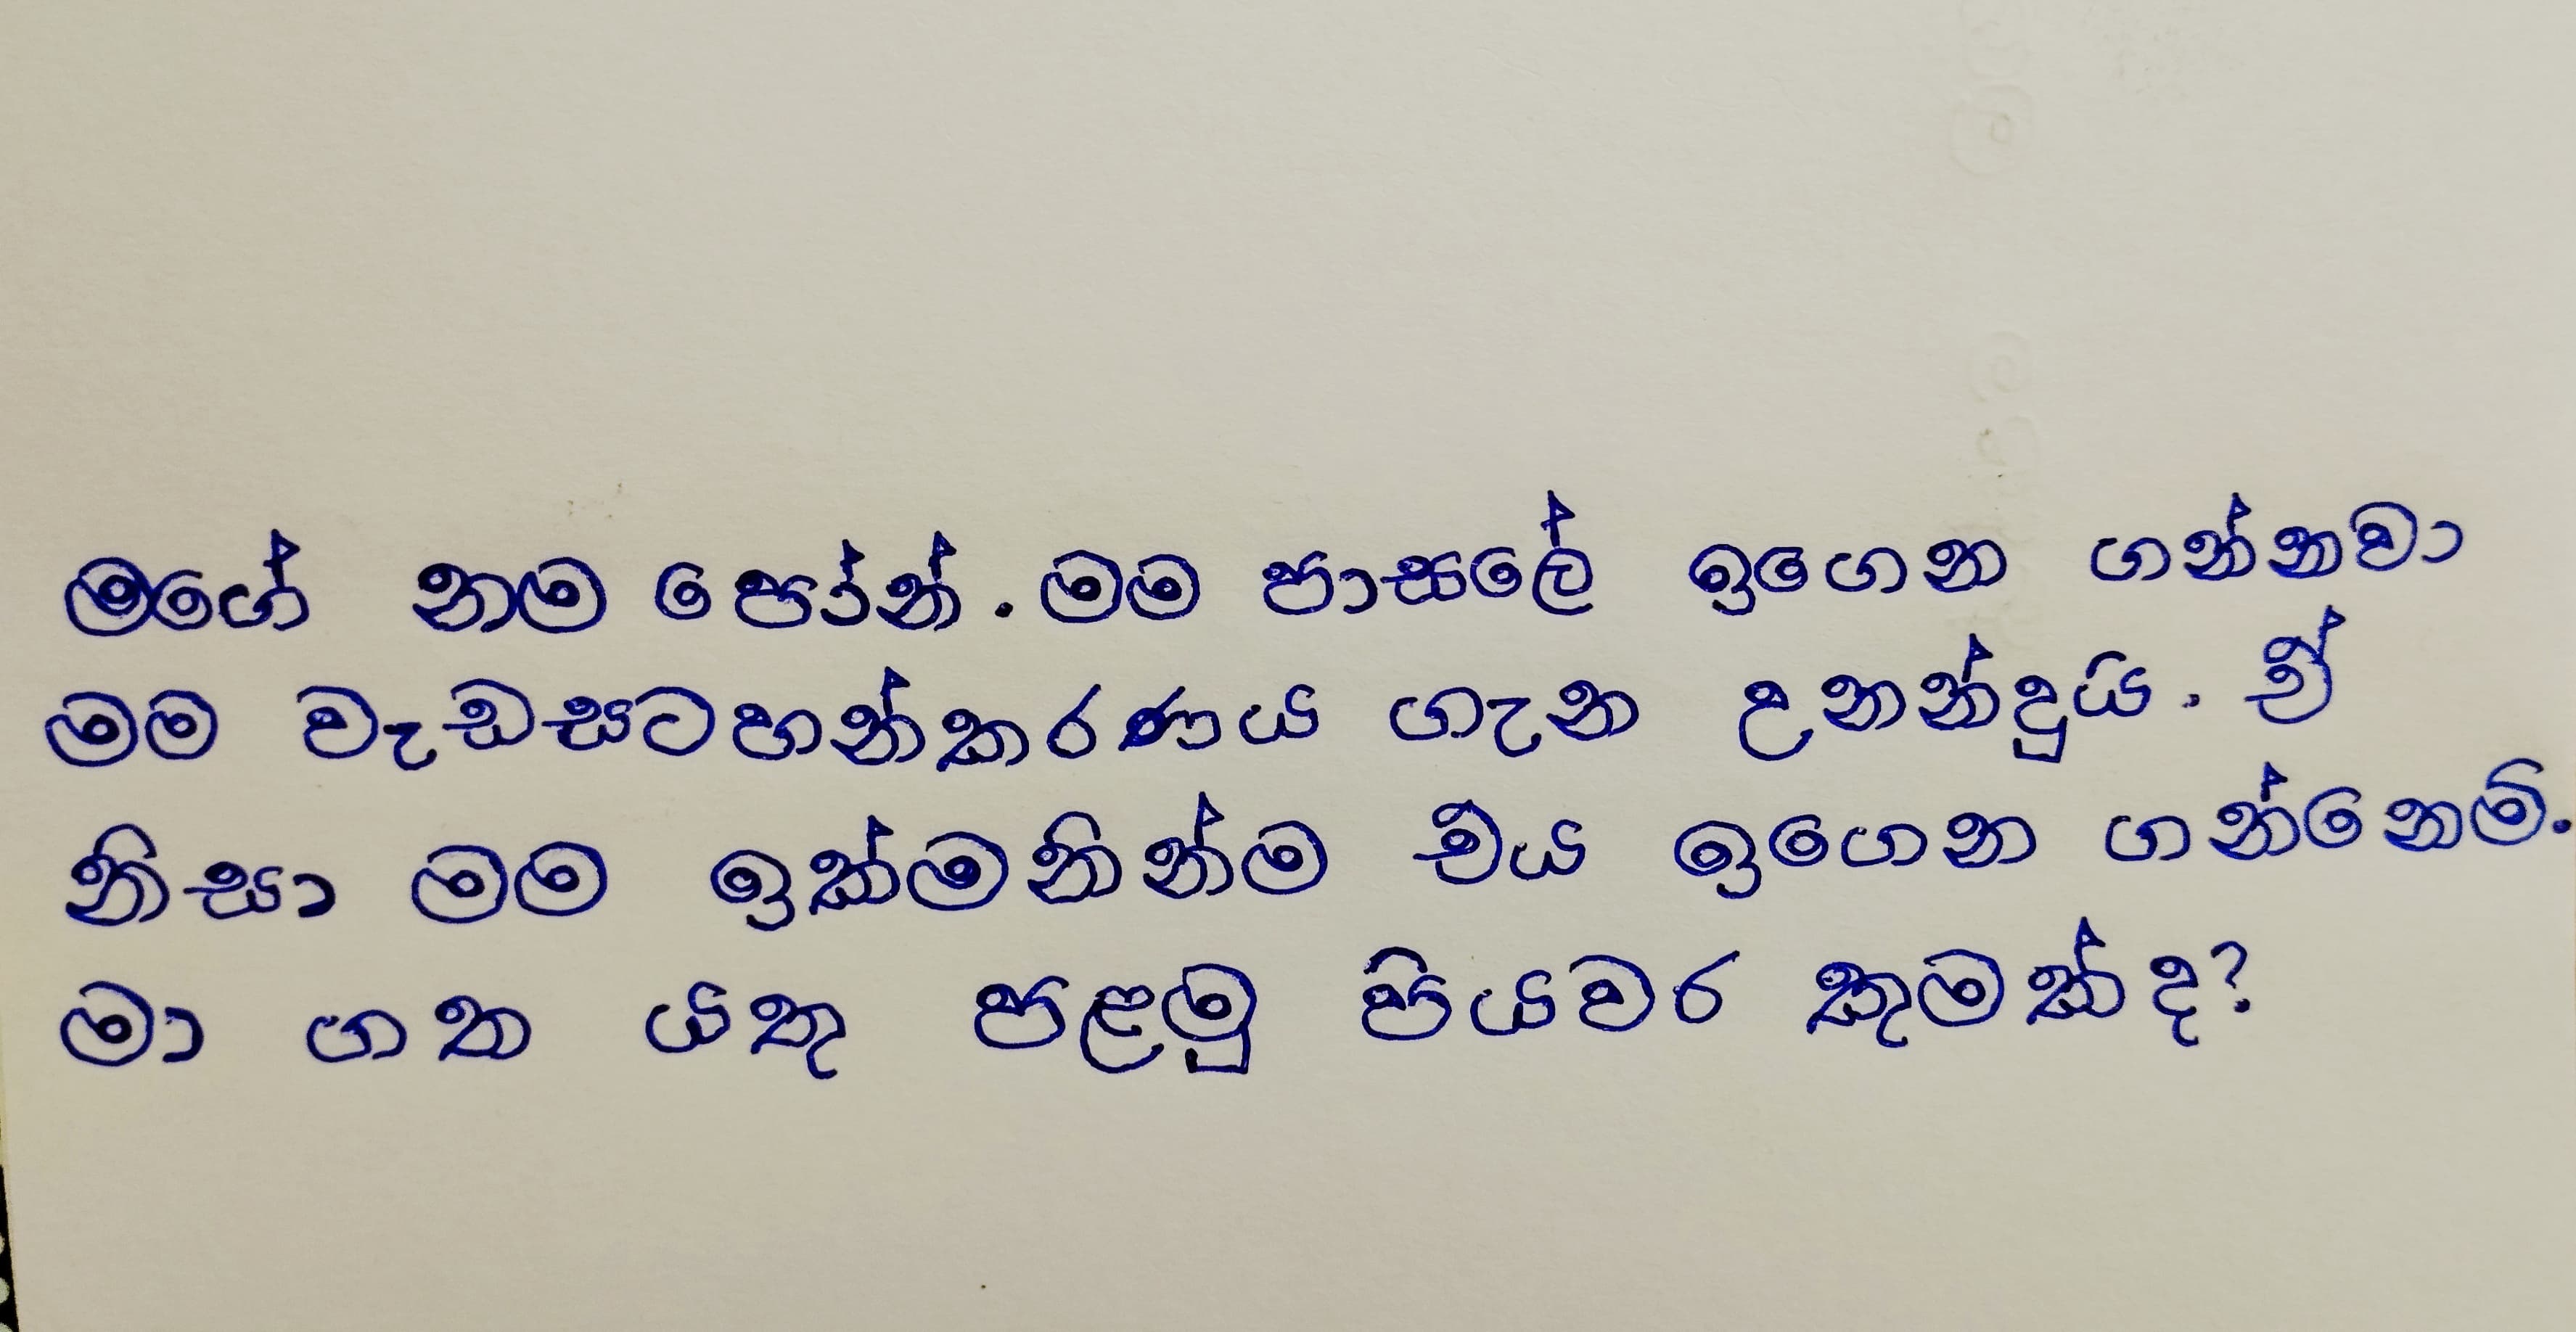 මගේ නම පෝන්. මම පාසලේ ඉගෙන ගන්නවා
මම වැඩසටහන්කරණය ගැන උනන්දුයි. ඒ
නිසා මම ඉක්මනින්ම එය ඉගෙන ගන්නෙමි.
මා ගත යතු පළමු පියවර කුමක්ද?